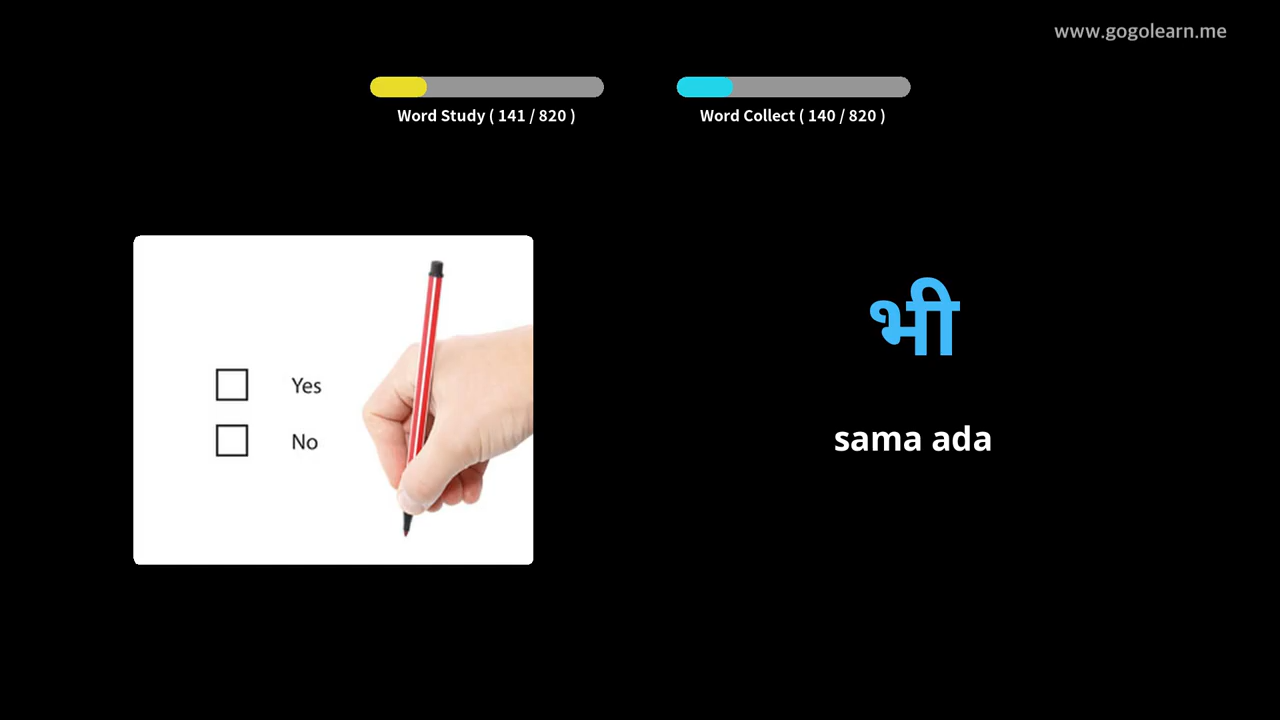 www.gogolearn.me
Word Study ( 141 / 820 )
Word Collect ( 140 / 820 )
Yes
No
भी
sama ada